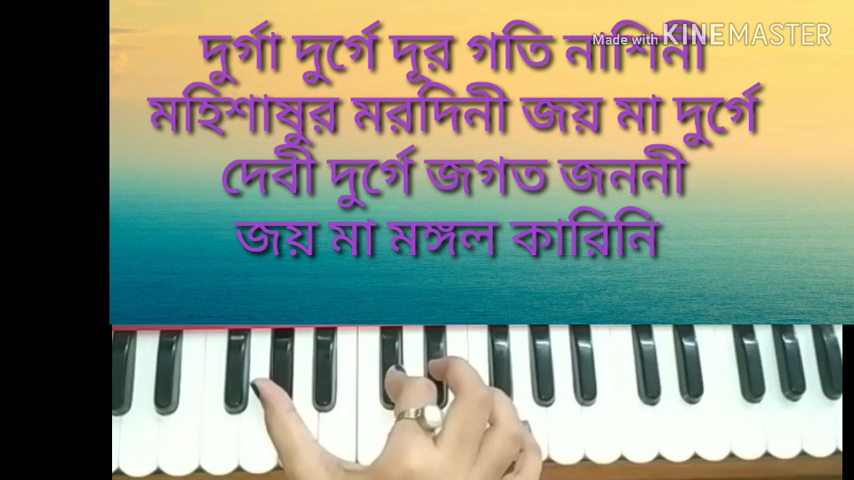 Made with KINEMASTER
দুর্গা দুর্গে দূর গতি নাশিনী
মহিশাষুর মরদিনী জয় মা দুর্গে
দেবী দুর্গে জগত জননী
জয় মা মঙ্গল কারিনি